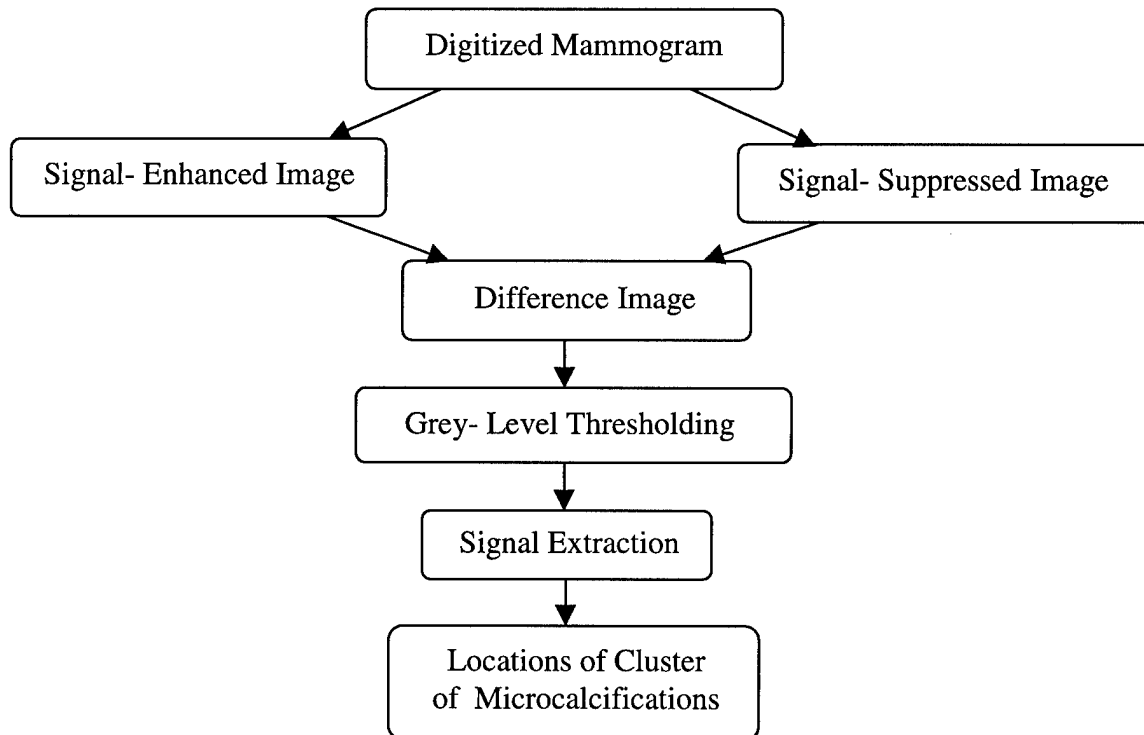 Digitized Mammogram
Signal- Enhanced Image
Signal- Suppressed Image
Difference Image
Grey- Level Thresholding
Signal Extraction
Locations of Cluster
of Microcalcifications